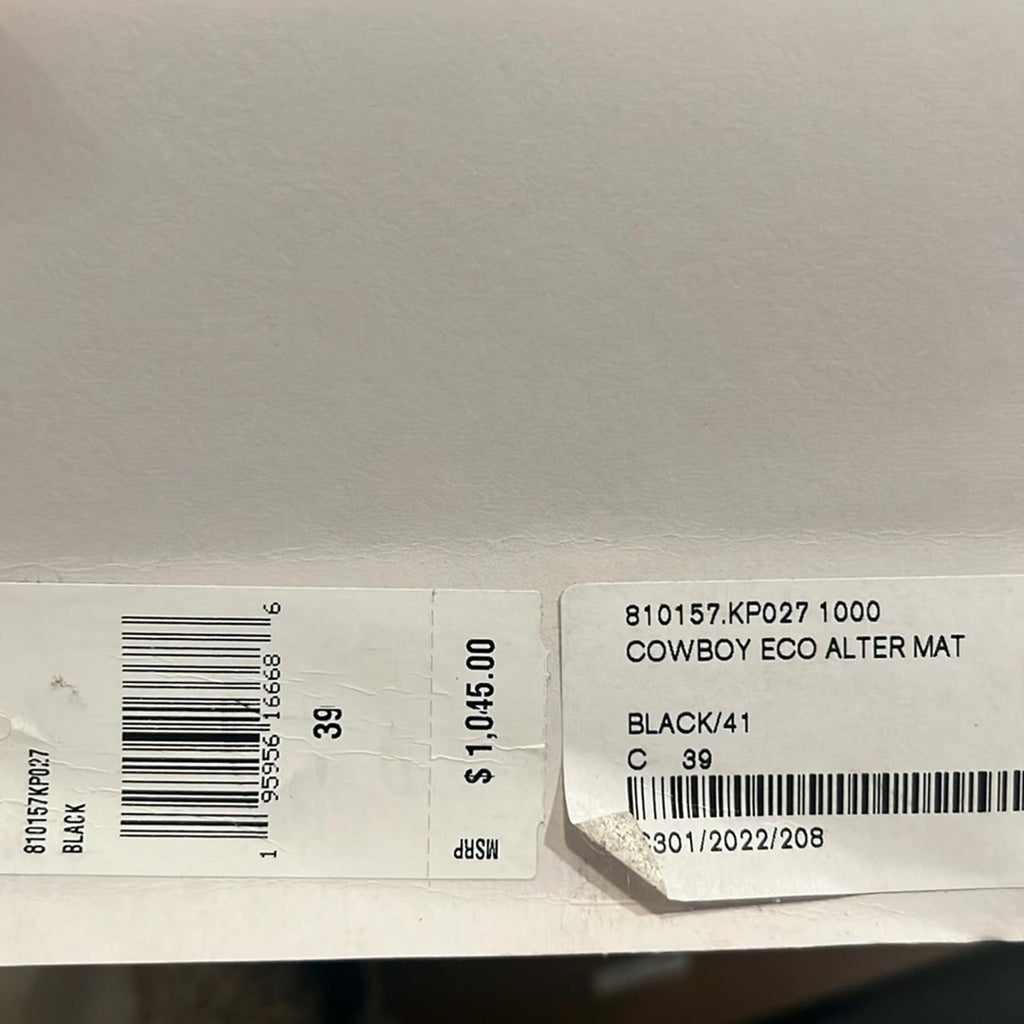 810157KP027
BLACK
1 95956 16668 6
39
MSRP $ 1,045.00
810157.KP027 1000
COWBOY ECO ALTER MAT
BLACK/41
C 39
301/2022/208